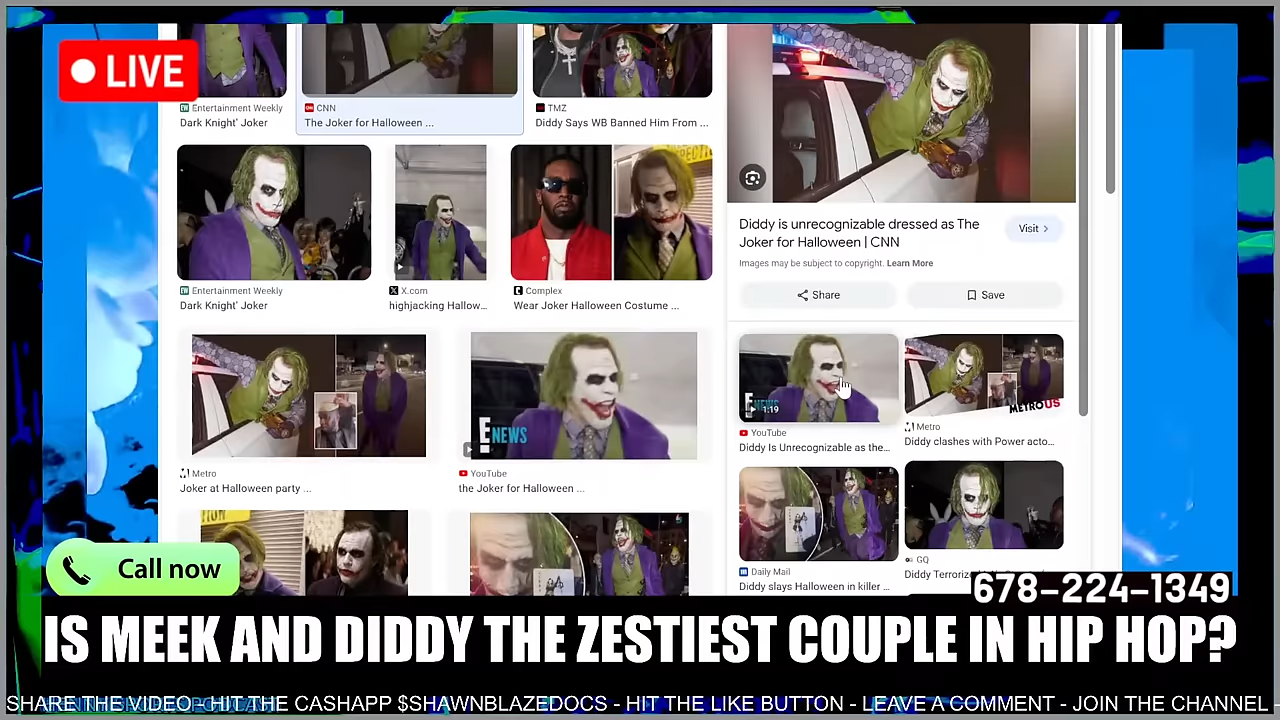 LIVE
Entertainment Weekly
Dark Knight' Joker
CNN
The Joker for Halloween ...
TMZ
Diddy Says WB Banned Him From ...
Entertainment Weekly
Dark Knight' Joker
X.com
highjacking Hallow...
Complex
Wear Joker Halloween Costume ...
Diddy is unrecognizable dressed as The
Joker for Halloween | CNN
Visit >
Images may be subject to copyright. Learn More
Share
Save
Metro
Joker at Halloween party ...
E NEWS
YouTube
the Joker for Halloween ...
E NEWS
1:19
YouTube
Diddy Is Unrecognizable as the...
METROUS
Metro
Diddy clashes with Power acto...
Daily Mail
Diddy slays Halloween in killer ...
GQ
Call now
678-224-1349
IS MEEK AND DIDDY THE ZESTIEST COUPLE IN HIP HOP?
SHARE THE VIDEO - HIT THE CASHAPP $SHAWNBLAZEDOCS - HIT THE LIKE BUTTON - LEAVE A COMMENT - JOIN THE CHANNEL -